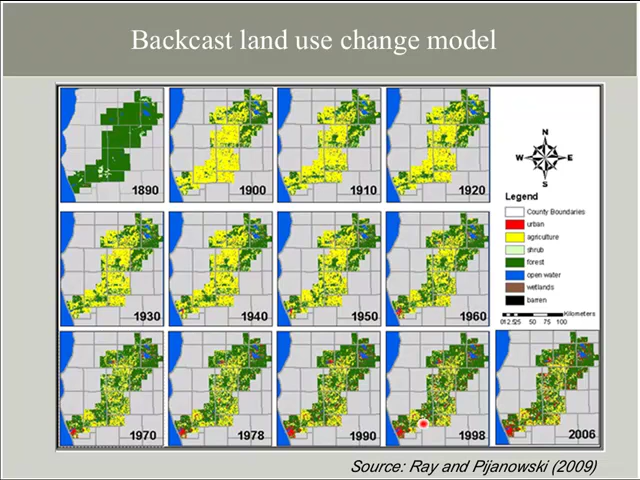 Backcast land use change model
1890
1900
1910
1920
N
W E
S
Legend
County Boundaries
urban
agriculture
shrub
forest
open water
wetlands
barren
Kilometers
012.525 50 75 100
1930
1940
1950
1960
1970
1978
1990
1998
2006
Source: Ray and Pijanowski (2009)